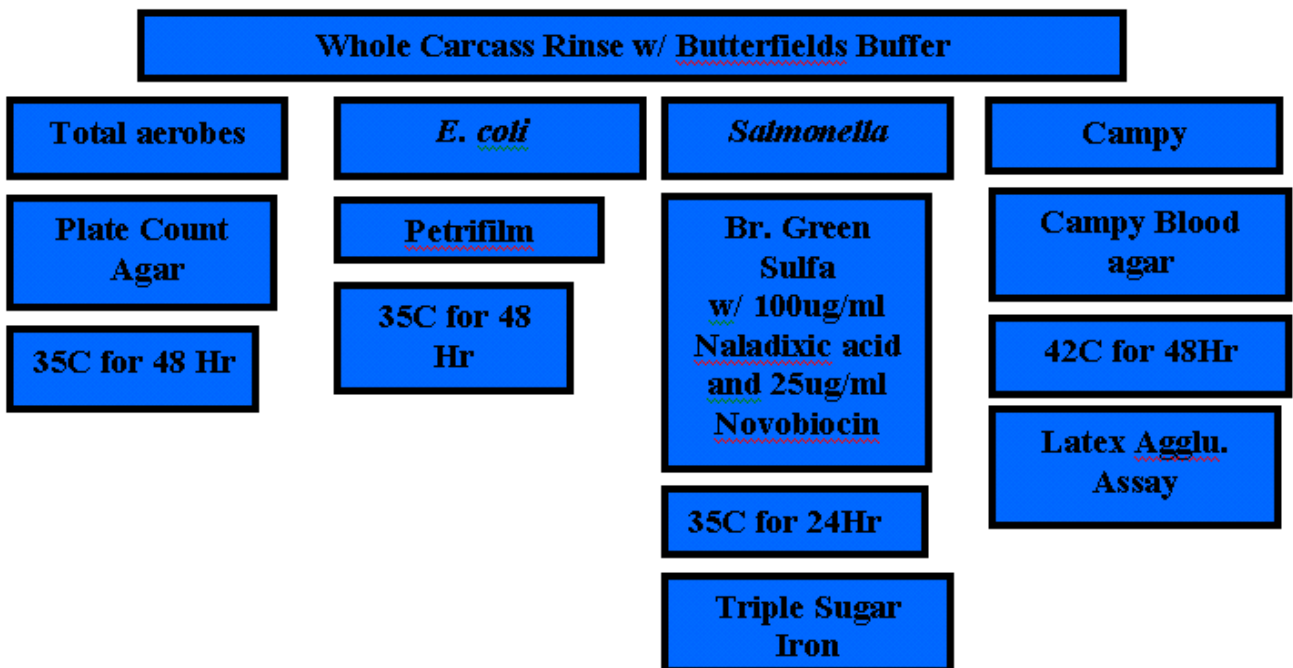 Whole Carcass Rinse w/ Butterfields Buffer
Total aerobes
Plate Count
Agar
35C for 48 Hr
E. coli
Petrifilm
35C for 48
Hr
Salmonella
Br. Green
Sulfa
w/ 100ug/ml
Naladixic acid
and 25ug/ml
Novobiocin
35C for 24Hr
Triple Sugar
Iron
Campy
Campy Blood
agar
42C for 48Hr
Latex Agglu.
Assay